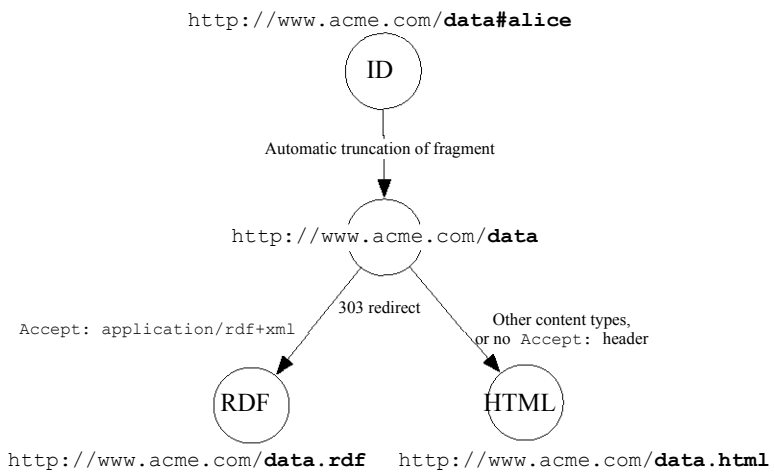 http://www.acme.com/data#alice
ID
Automatic truncation of fragment
http://www.acme.com/data
303 redirect
Accept: application/rdf+xml
Other content types,
or no Accept: header
RDF
HTML
http://www.acme.com/data.rdf
http://www.acme.com/data.html